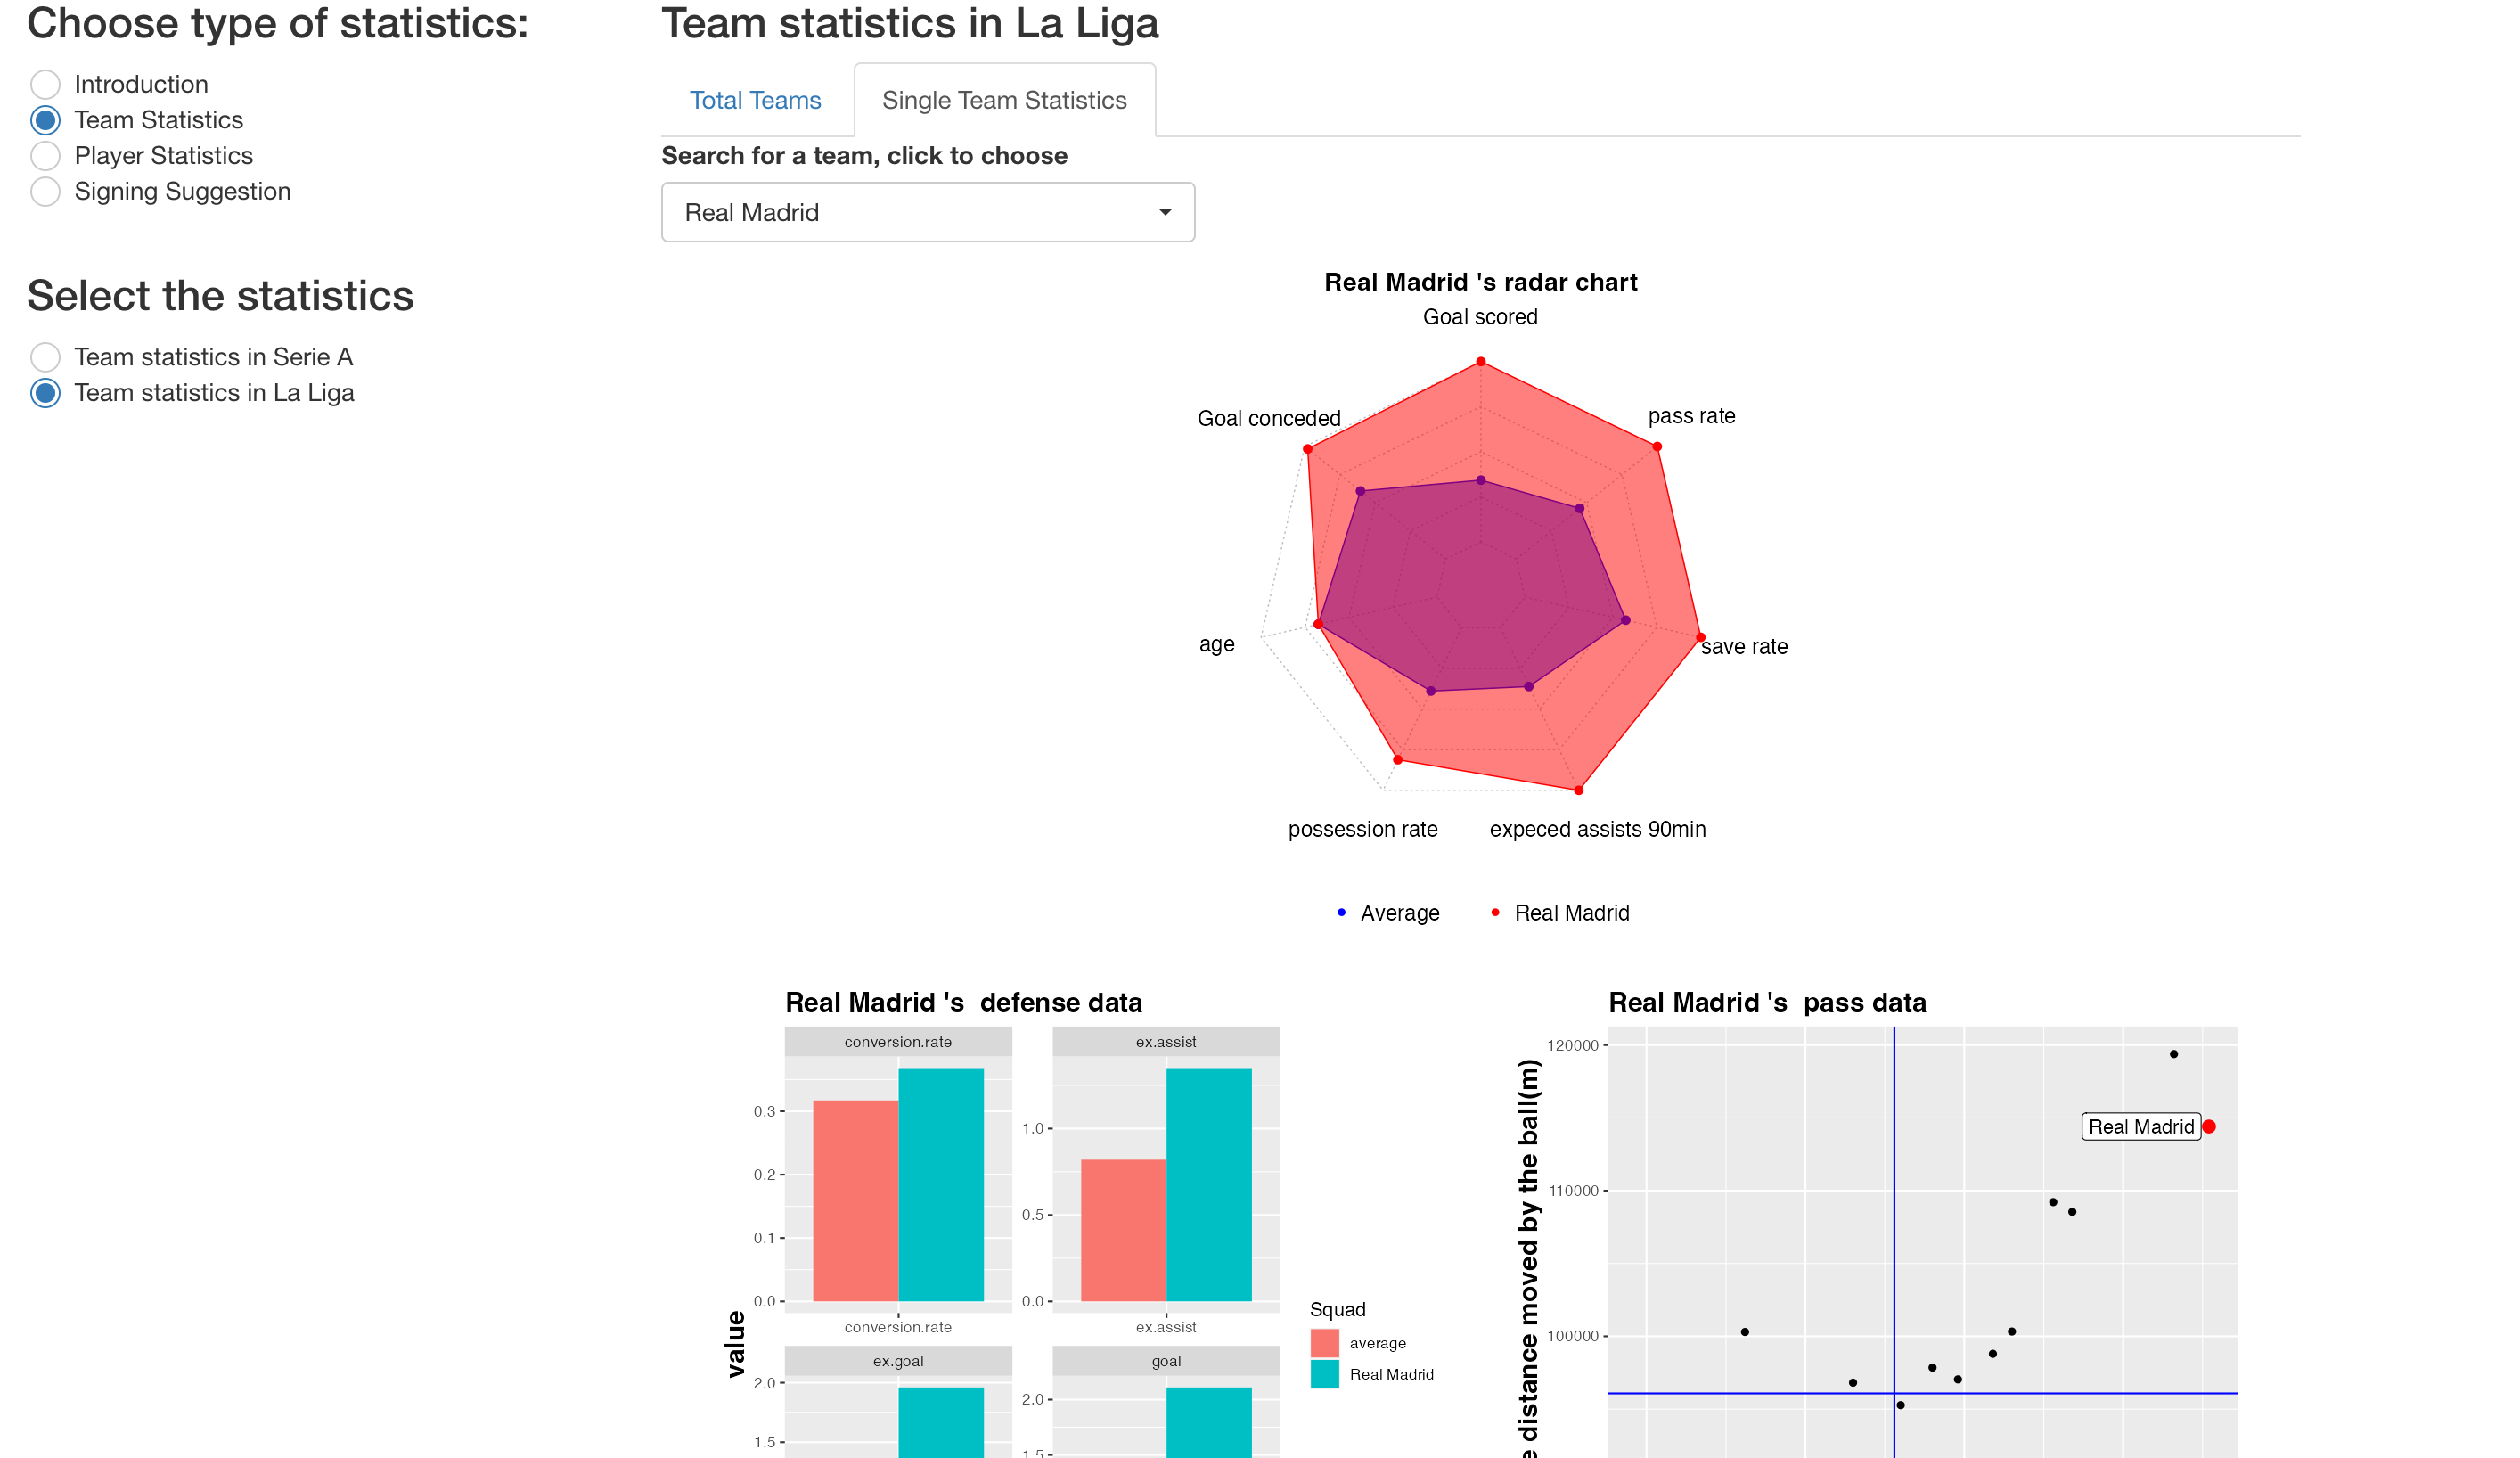 Choose type of statistics:
Introduction
Team Statistics
Player Statistics
Signing Suggestion
Select the statistics
Team statistics in Serie A
Team statistics in La Liga
Team statistics in La Liga
Total Teams
Single Team Statistics
Search for a team, click to choose
Real Madrid
Real Madrid 's radar chart
Goal scored
Goal conceded
pass rate
age
save rate
possession rate
expeced assists 90min
Average
Real Madrid
Real Madrid 's  defense data
conversion.rate
ex.assist
0.3
0.2
0.1
0.0
1.0
0.5
0.0
conversion.rate
ex.assist
value
ex.goal
goal
2.0
1.5
2.0
1.5
Squad
average
Real Madrid
Real Madrid 's  pass data
e distance moved by the ball(m)
120000
110000
100000
Real Madrid